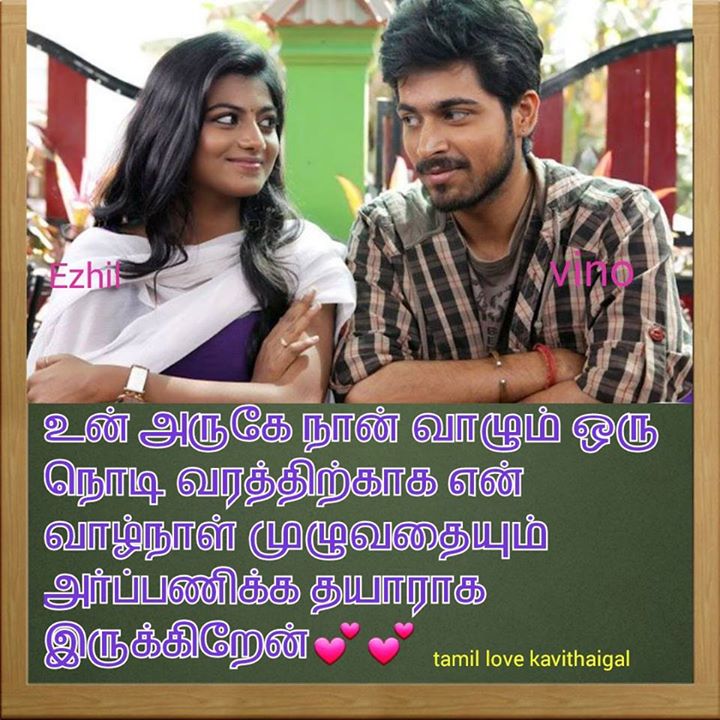 Ezhil
vino
உன் அருகே நான் வாழும் ஒரு
நொடி வரத்திற்காக என்
வாழ்நாள் முழுவதையும்
அர்ப்பணிக்க தயாராக
இருக்கிறேன்💕💕
tamil love kavithaigal